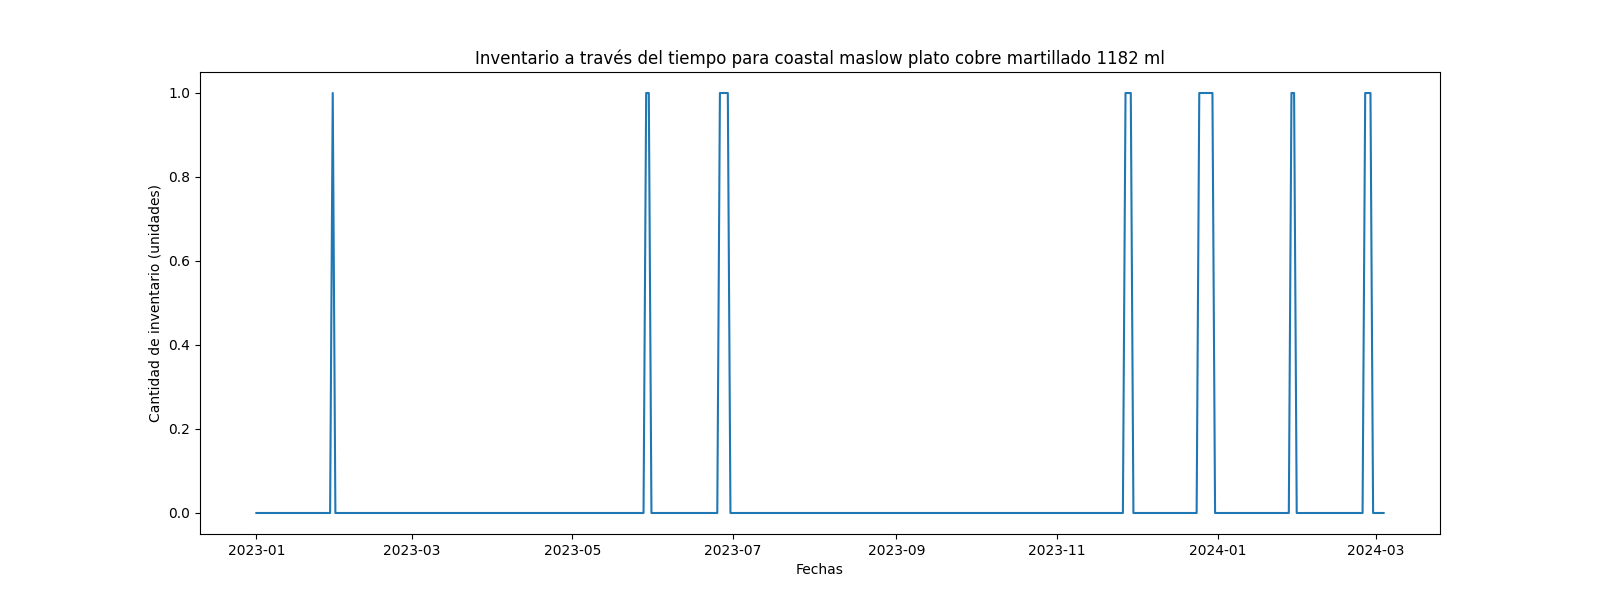 Inventario a través del tiempo para coastal maslow plato cobre martillado 1182 ml
Cantidad de inventario (unidades)
1.0
0.8
0.6
0.4
0.2
0.0
2023-01 2023-03 2023-05 2023-07 2023-09 2023-11 2024-01 2024-03
Fechas